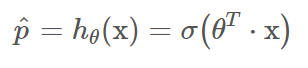 p̂ = h_θ(x) = σ(θ^T · x)